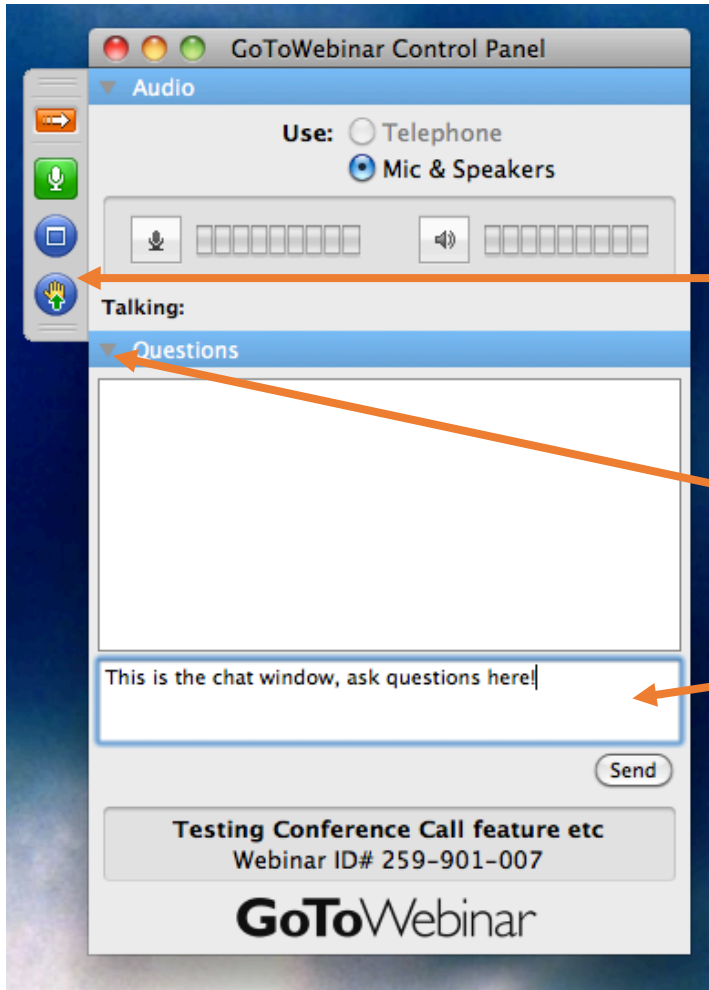 GoToWebinar Control Panel
Audio
Use: Telephone
Mic & Speakers
Talking:
Questions
This is the chat window, ask questions here!
Send
Testing Conference Call feature etc
Webinar ID# 259-901-007
GoToWebinar